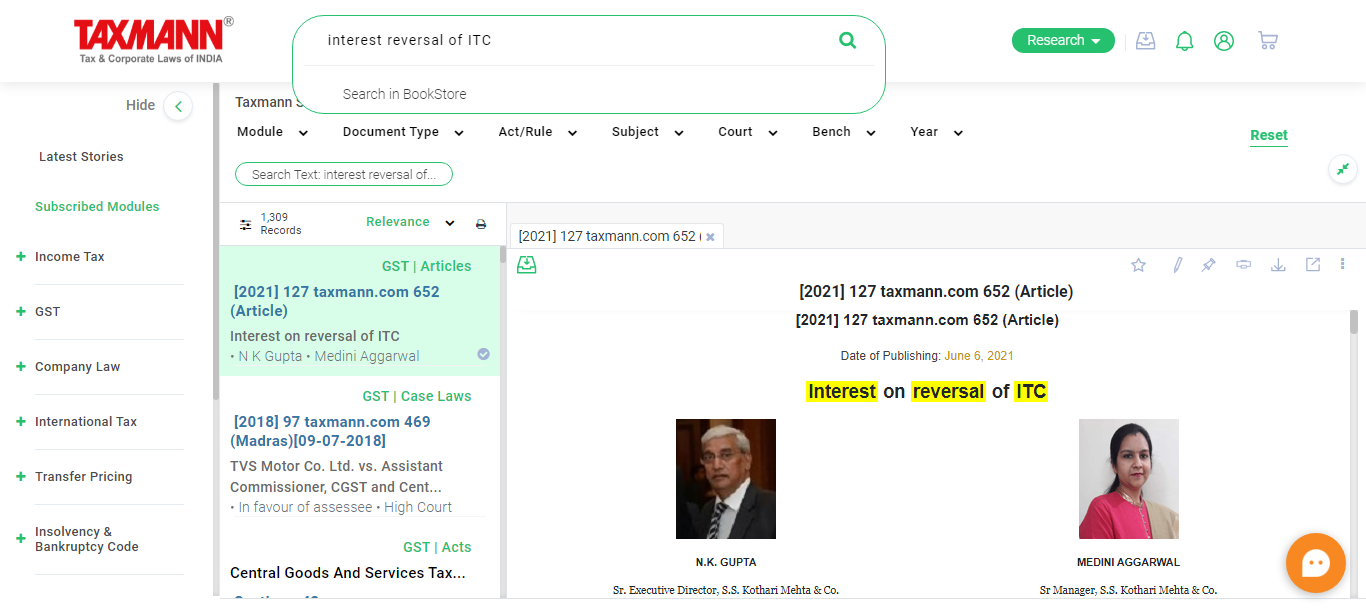 TAXMANN®
Tax & Corporate Laws of INDIA
interest reversal of ITC
Search in BookStore
Research
Hide
Latest Stories
Subscribed Modules
Income Tax
GST
Company Law
International Tax
Transfer Pricing
Insolvency &
Bankruptcy Code
Taxmann S
Module Document Type Act/Rule Subject Court Bench Year
Reset
Search Text: interest reversal of...
1,309
Records
Relevance
GST | Articles
[2021] 127 taxmann.com 652
(Article)
Interest on reversal of ITC
• N K Gupta • Medini Aggarwal
GST | Case Laws
[2018] 97 taxmann.com 469
(Madras)[09-07-2018]
TVS Motor Co. Ltd. vs. Assistant
Commissioner, CGST and Cent...
• In favour of assessee • High Court
GST | Acts
Central Goods And Services Tax...
[2021] 127 taxmann.com 652 (
[2021] 127 taxmann.com 652 (Article)
[2021] 127 taxmann.com 652 (Article)
Date of Publishing: June 6, 2021
Interest on reversal of ITC
N.K. GUPTA
Sr. Executive Director, S.S. Kothari Mehta & Co.
MEDINI AGGARWAL
Sr Manager, S.S. Kothari Mehta & Co.